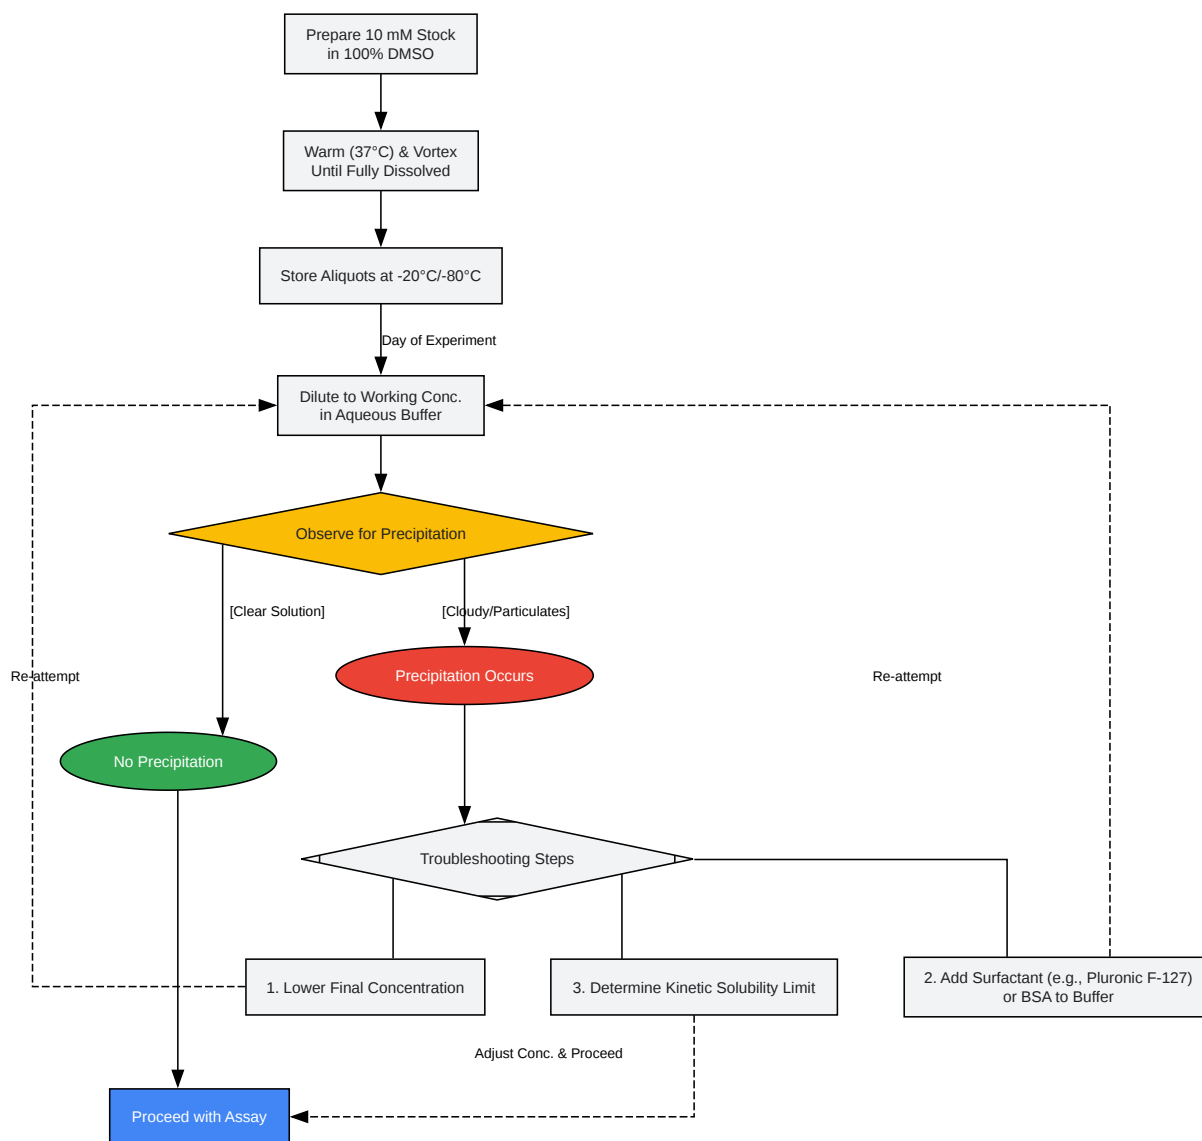 Prepare 10 mM Stock
in 100% DMSO
Warm (37°C) & Vortex
Until Fully Dissolved
Store Aliquots at -20°C/-80°C
Day of Experiment
Dilute to Working Conc.
in Aqueous Buffer
Observe for Precipitation
[Clear Solution]
[Cloudy/Particulates]
Re-attempt
Precipitation Occurs
Re-attempt
No Precipitation
Troubleshooting Steps
1. Lower Final Concentration
3. Determine Kinetic Solubility Limit
2. Add Surfactant (e.g., Pluronic F-127)
or BSA to Buffer
Adjust Conc. & Proceed
Proceed with Assay